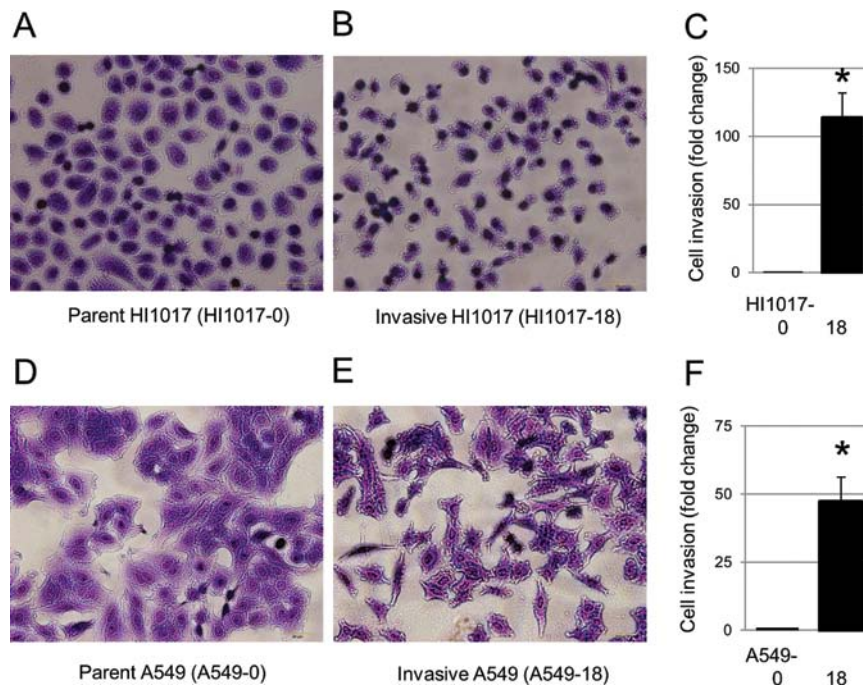 A
B
C
Cell invasion (fold change)
150
100
50
0
*
HI1017-
0 18
Parent HI1017 (HI1017-0)
Invasive HI1017 (HI1017-18)
D
E
F
Cell invasion (fold change)
75
50
25
0
*
A549-
0 18
Parent A549 (A549-0)
Invasive A549 (A549-18)